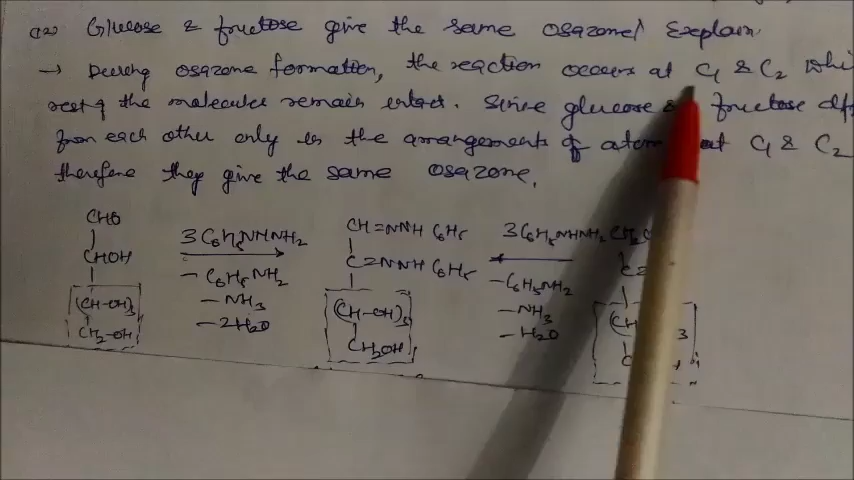 Glucose & fructose give the same osazone! Explain
→ During osazone formation, the reaction occurs at C1 & C2
rest of the molecules remain intact. Since glucose & fructose
from each other only in the arrangements of atom at C1 & C2
therefore they give the same osazone.
CHO
CHOH
(CH-OH)3
CH2-OH
3C6H5NHNH2
- C6H5NH2
- NH3
- 2H2O
CH=NNH C6H5
C=NNH C6H5
(CH-OH)3
CH2OH
3C6H5NHNH2
- C6H5NH2
- NH3
- H2O